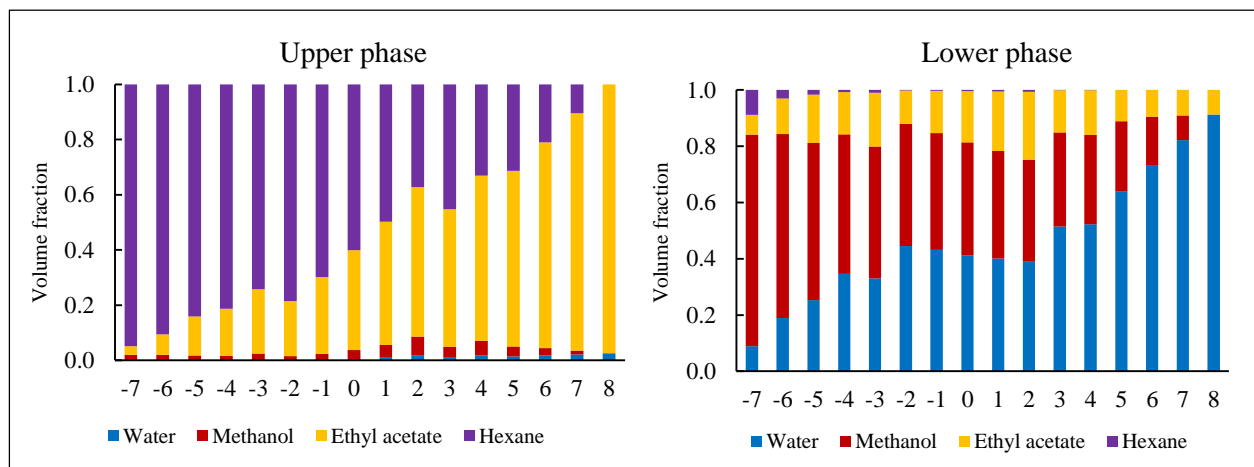 Upper phase
Volume fraction
1.0
0.8
0.6
0.4
0.2
0.0
-7 -6 -5 -4 -3 -2 -1 0 1 2 3 4 5 6 7 8
Water Methanol Ethyl acetate Hexane
Lower phase
Volume fraction
1.0
0.8
0.6
0.4
0.2
0.0
-7 -6 -5 -4 -3 -2 -1 0 1 2 3 4 5 6 7 8
Water Methanol Ethyl acetate Hexane